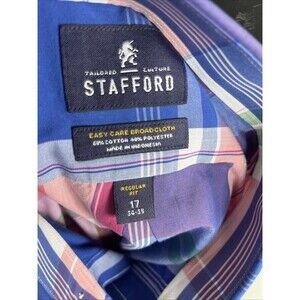 TAILORED CULTURE
STAFFORD
EASY CARE BROADCLOTH
60% COTTON 40% POLYESTER
MADE IN INDONESIA
REGULAR
FIT
17
34-35